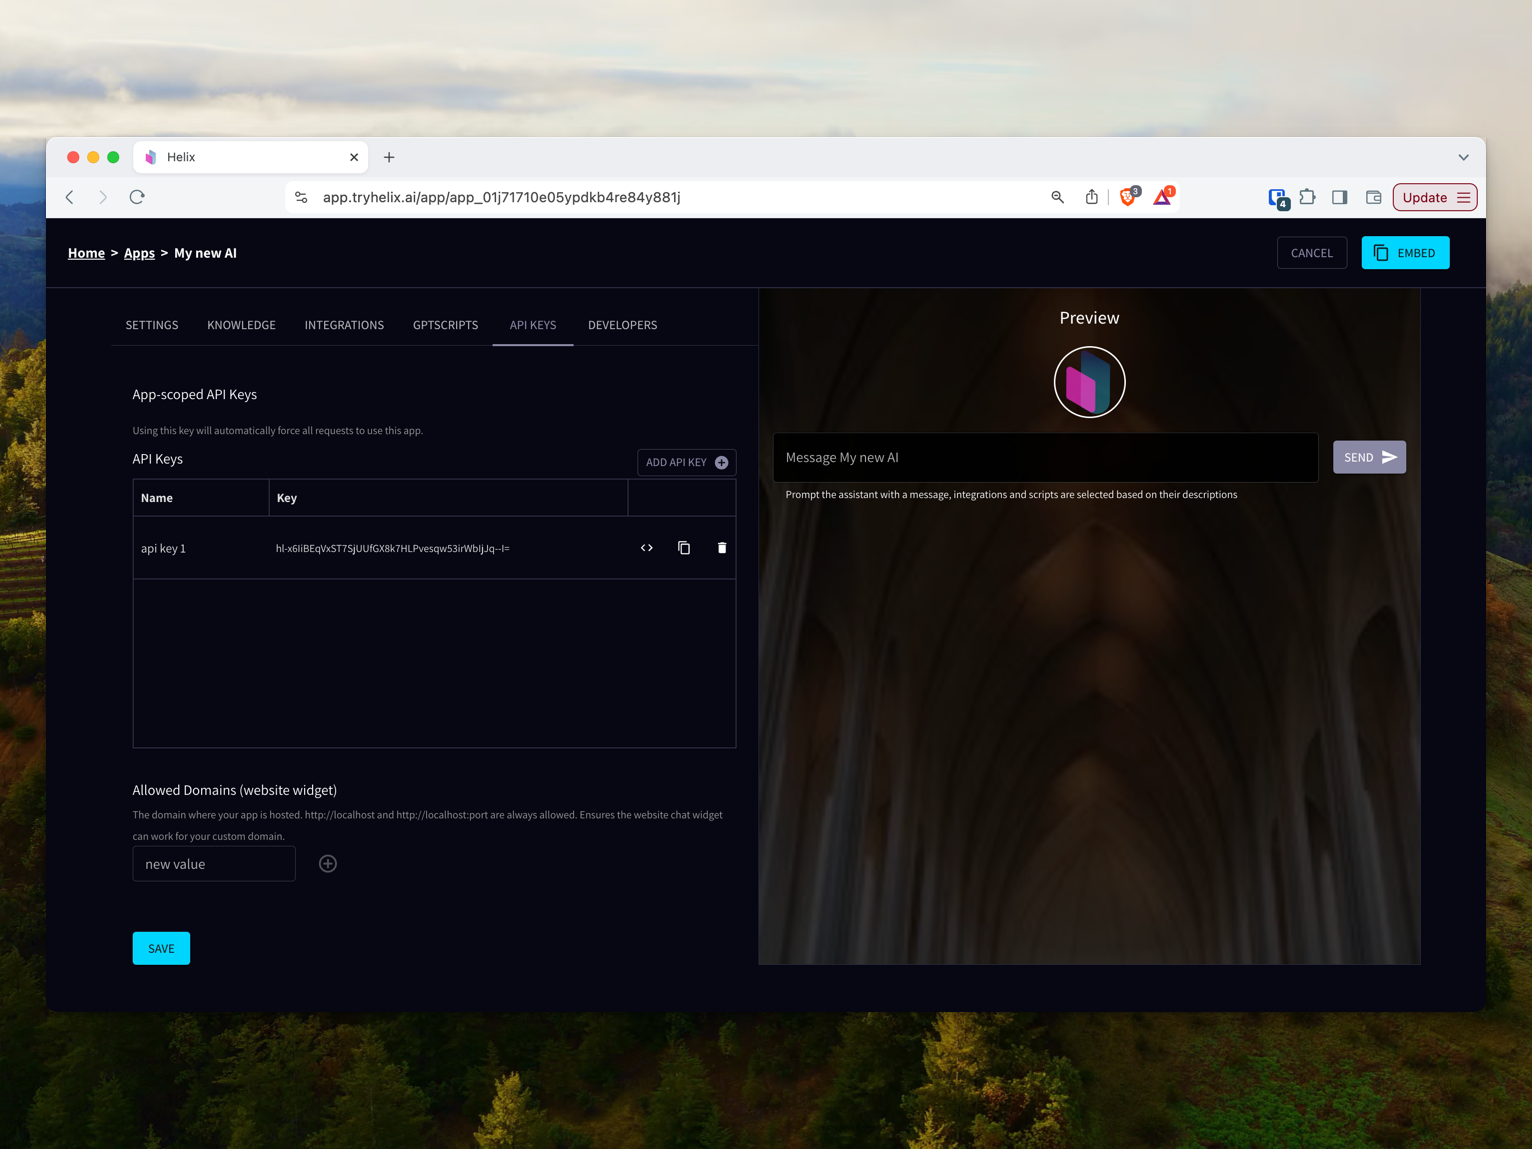 Helix
app.tryhelix.ai/app/app_01j71710e05ypdkb4re84y881j
3
1
4
Update
Home > Apps > My new AI
CANCEL
EMBED
SETTINGS
KNOWLEDGE
INTEGRATIONS
GPTSCRIPTS
API KEYS
DEVELOPERS
Preview
App-scoped API Keys
Using this key will automatically force all requests to use this app.
API Keys
ADD API KEY
Name
Key
api key 1
Message My new AI
SEND
Prompt the assistant with a message, integrations and scripts are selected based on their descriptions
Allowed Domains (website widget)
The domain where your app is hosted. http://localhost and http://localhost:port are always allowed. Ensures the website chat widget
can work for your custom domain.
new value
SAVE